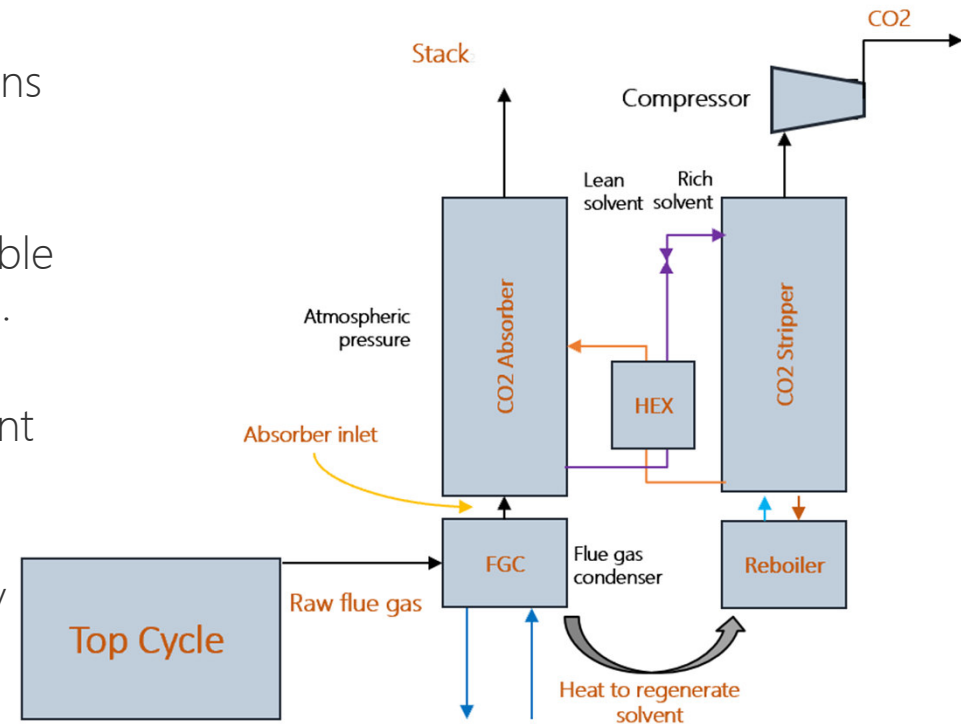 ns
ble
.
nt
CO2
Stack
Compressor
Lean
solvent
Rich
solvent
Atmospheric
pressure
CO2 Absorber
CO2 Stripper
HEX
Absorber inlet
FGC
Flue gas
condenser
Reboiler
Raw flue gas
Top Cycle
Heat to regenerate
solvent